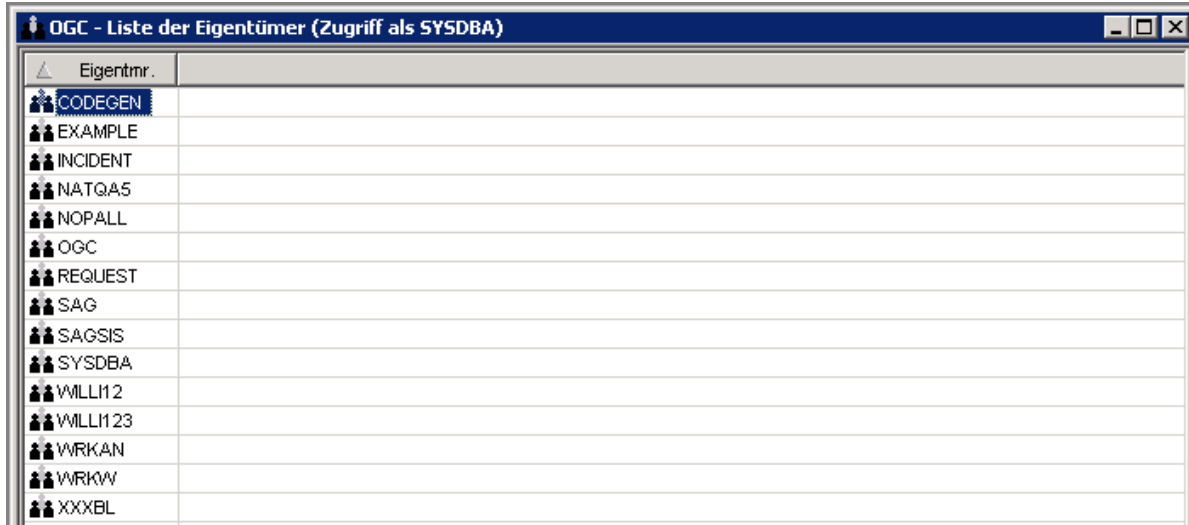 OGC - Liste der Eigentümer (Zugriff als SYSDBA)
Eigentmr.
CODEGEN
EXAMPLE
INCIDENT
NATQA5
NOPALL
OGC
REQUEST
SAG
SAGSIS
SYSDBA
WILLI12
WILLI123
WRKAN
WRKW
XXXBL